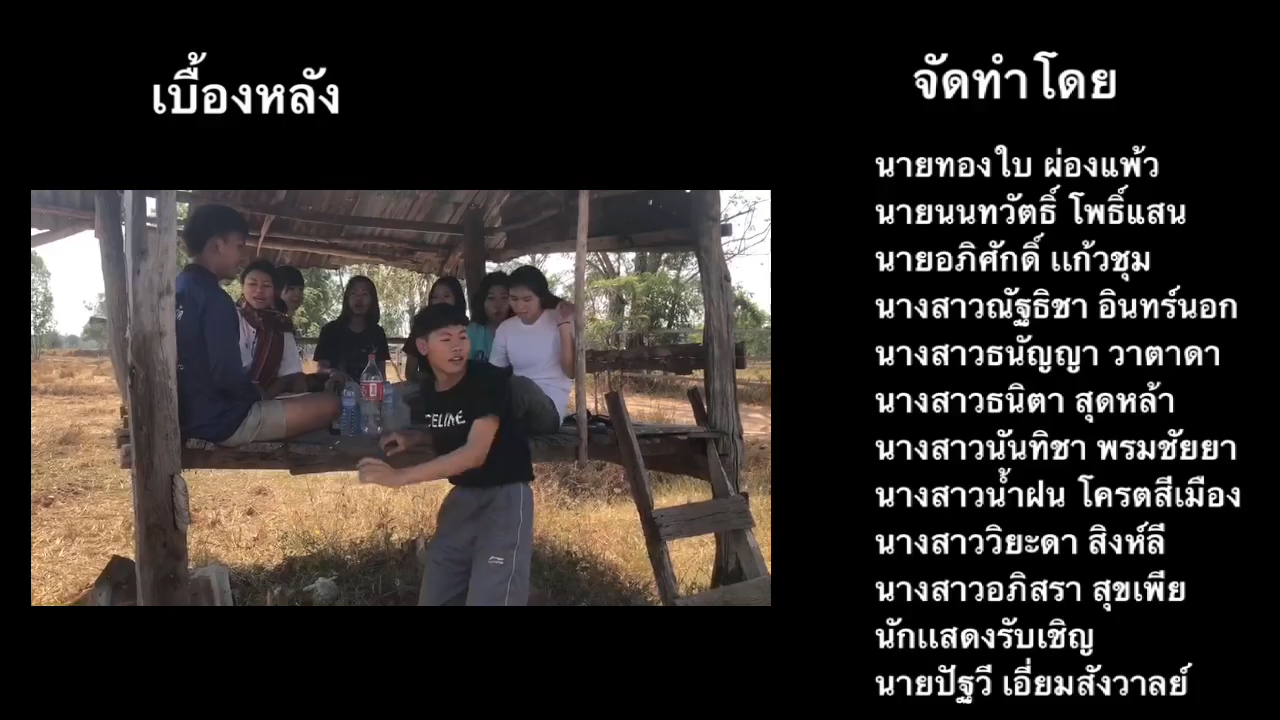 เบื้องหลัง
จัดทำโดย
นายทองใบ ผ่องแพ้ว
นายนนทวัตธิ์ โพธิ์แสน
นายอภิศักดิ์ แก้วชุม
นางสาวณัฐธิชา อินทร์นอก
นางสาวธนัญญา วาตาดา
นางสาวธนิตา สุดหล้า
นางสาวนันทิชา พรมชัยยา
นางสาวน้ำฝน โครตสีเมือง
นางสาววิยะดา สิงห์ลี
นางสาวอภิสรา สุขเพีย
นักแสดงรับเชิญ
นายปัฐวี เอี่ยมสังวาลย์
CELINE